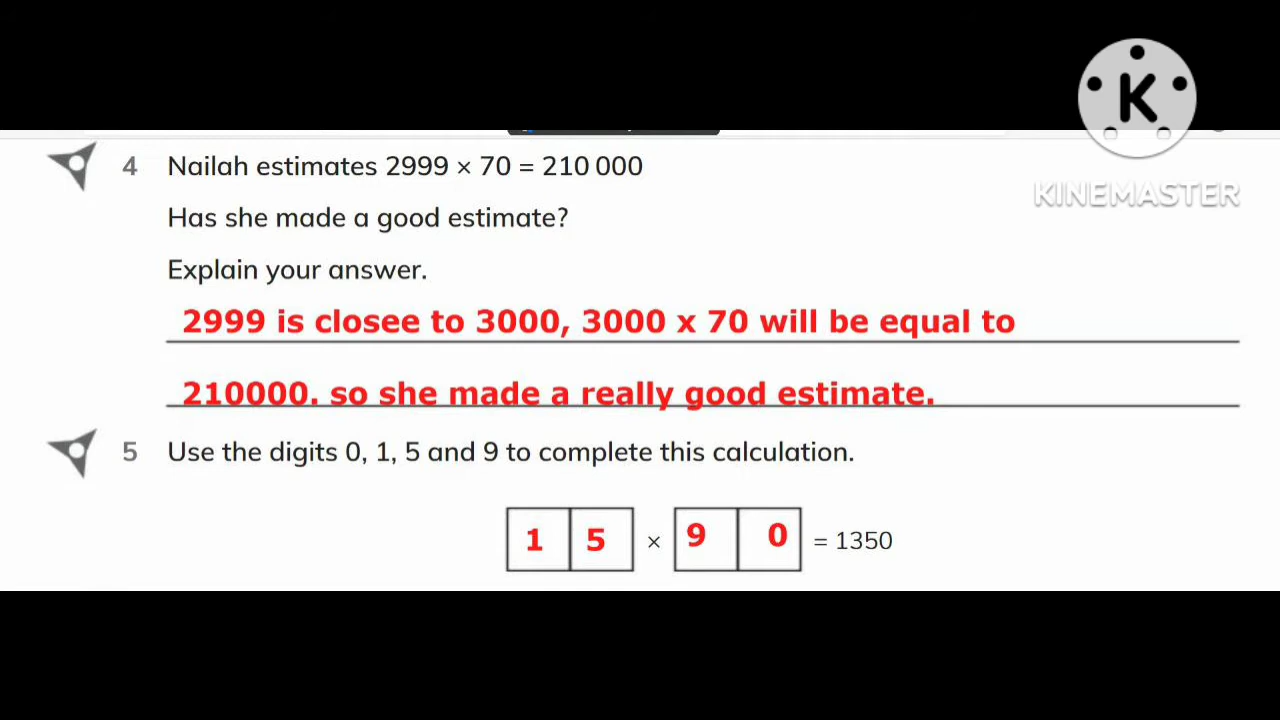 K
KINEMASTER
4 Nailah estimates 2999 × 70 = 210 000
Has she made a good estimate?
Explain your answer.
2999 is closee to 3000, 3000 x 70 will be equal to
210000. so she made a really good estimate.
5 Use the digits 0, 1, 5 and 9 to complete this calculation.
1 5 × 9 0 = 1350